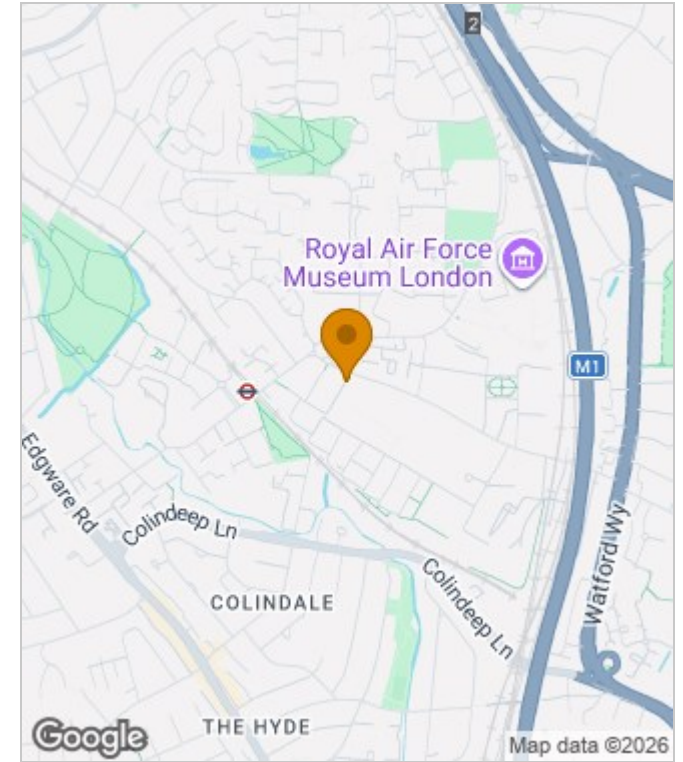 2
Royal Air Force
Museum London
M1
Edgware Rd
Colindeep Ln
Colindeep Ln
Watford Wy
COLINDALE
THE HYDE
Google
Map data ©2026